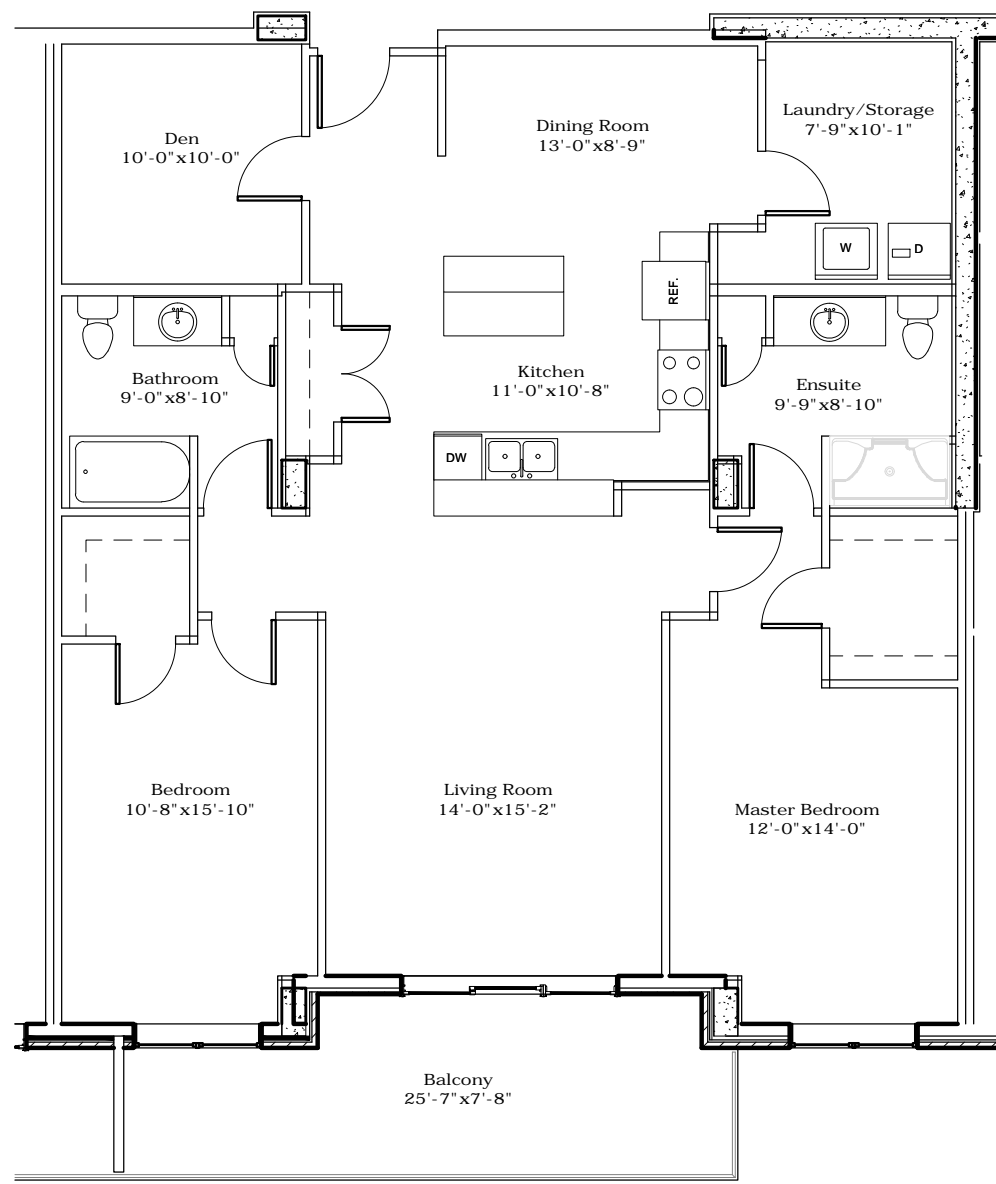 Den
10'-0"x10'-0"
Dining Room
13'-0"x8'-9"
Laundry/Storage
7'-9"x10'-1"
W
D
REF.
Bathroom
9'-0"x8'-10"
Kitchen
11'-0"x10'-8"
Ensuite
9'-9"x8'-10"
DW
Bedroom
10'-8"x15'-10"
Living Room
14'-0"x15'-2"
Master Bedroom
12'-0"x14'-0"
Balcony
25'-7"x7'-8"